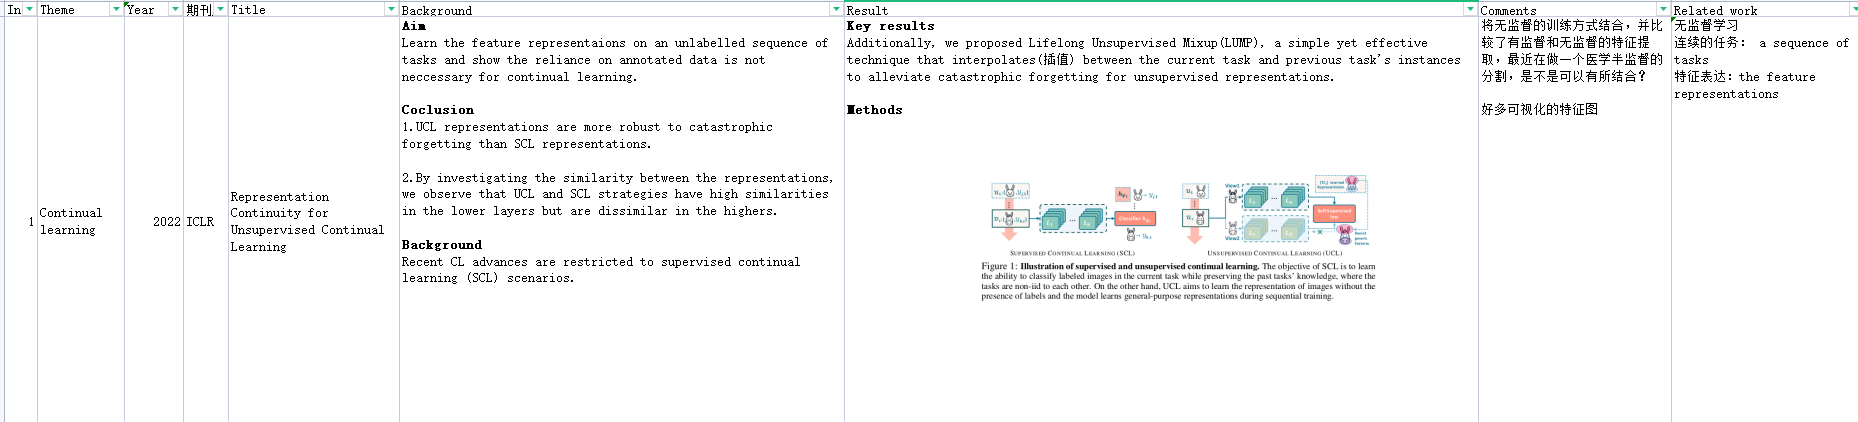 In Theme Year 期刊 Title Background Result Comments Related work
1
Continual
learning
2022
ICLR
Representation
Continuity for
Unsupervised Continual
Learning
Aim
Learn the feature representaions on an unlabelled sequence of
tasks and show the reliance on annotated data is not
neccessary for continual learning.
Coclusion
1.UCL representations are more robust to catastrophic
forgetting than SCL representations.
2.By investigating the similarity between the representations,
we observe that UCL and SCL strategies have high similarities
in the lower layers but are dissimilar in the highers.
Background
Recent CL advances are restricted to supervised continual
learning (SCL) scenarios.
Key results
Additionally, we proposed Lifelong Unsupervised Mixup(LUMP), a simple yet effective
technique that interpolates(插值) between the current task and previous task's instances
to alleviate catastrophic forgetting for unsupervised representations.
Methods
View1
View2
Classifier
Self-Supervised
SUPERVISED CONTINUAL LEARNING (SCL)
UNSUPERVISED CONTINUAL LEARNING (UCL)
Figure 1: Illustration of supervised and unsupervised continual learning. The objective of SCL is to learn
the ability to classify labeled images in the current task while preserving the past tasks' knowledge, where the
tasks are non-iid to each other. On the other hand, UCL aims to learn the representation of images without the
presence of labels and the model learns general-purpose representations during sequential training.
将无监督的训练方式结合，并比
较了有监督和无监督的特征提
取，最近在做一个医学半监督的
分割，是不是可以有所结合？
好多可视化的特征图
无监督学习
连续的任务： a sequence of
tasks
特征表达：the feature
representations